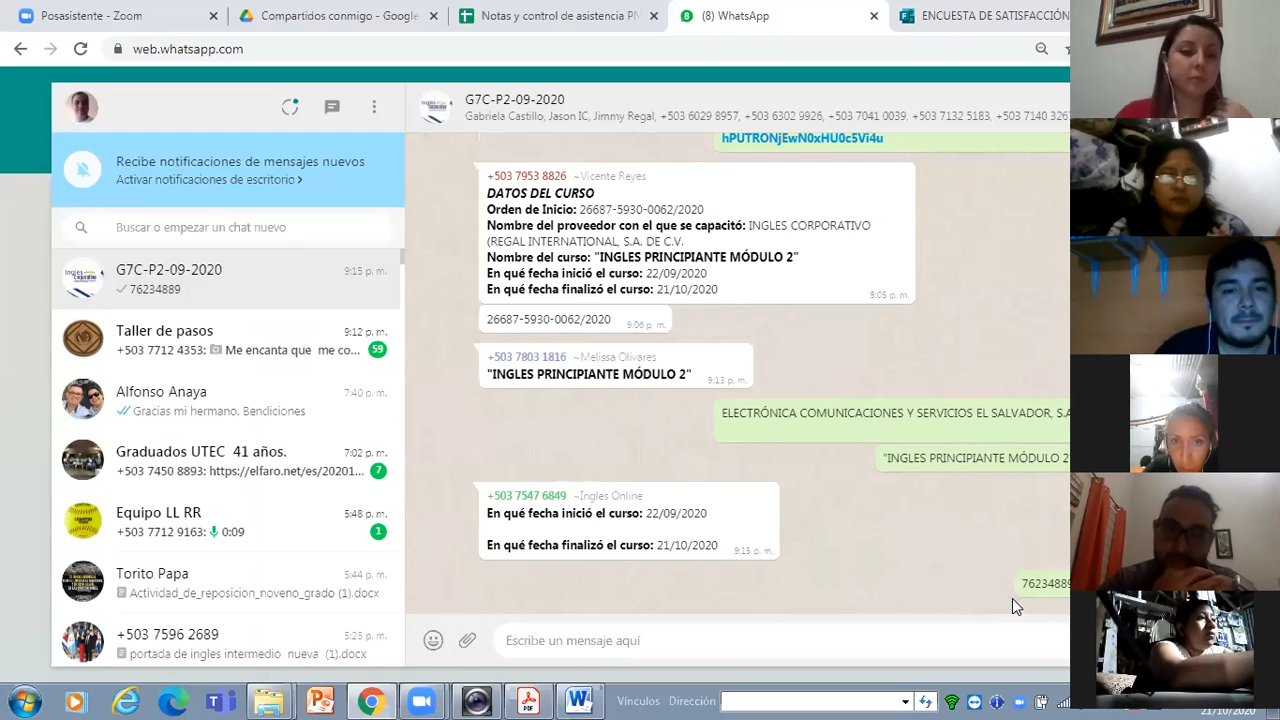 Posasistente - Zoom
Compartidos conmigo - Google
Notas y control de asistencia PN
(8) WhatsApp
ENCUESTA DE SATISFACCIÓN
web.whatsapp.com
G7C-P2-09-2020
Gabriela Castillo, Jason IC, Jimmy Regal, +503 6029 8957, +503 6302 9926, +503 7041 0039, +503 7132 5183, +503 7140 326
Recibe notificaciones de mensajes nuevos
Activar notificaciones de escritorio >
Buscar o empezar un chat nuevo
G7C-P2-09-2020 9:15 p. m.
76234889
Taller de pasos 9:12 p. m.
+503 7712 4353: Me encanta que me co... 59
Alfonso Anaya 7:40 p. m.
Gracias mi hermano. Bendiciones
Graduados UTEC 41 años. 7:02 p. m.
+503 7450 8893: https://elfaro.net/es/20201... 7
Equipo LL RR 5:48 p. m.
+503 7712 9163: 0:09 1
Torito Papa 5:44 p. m.
Actividad_de_reposicion_noveno_grado (1).docx
+503 7596 2689 5:25 p. m.
portada de ingles intermedio nueva (1).docx
hPUTRONjEwN0xHU0c5Vi4u
+503 7953 8826 ~Vicente Reyes
DATOS DEL CURSO
Orden de Inicio: 26687-5930-0062/2020
Nombre del proveedor con el que se capacitó: INGLES CORPORATIVO
(REGAL INTERNATIONAL, S.A. DE C.V.
Nombre del curso: "INGLES PRINCIPIANTE MÓDULO 2"
En qué fecha inició el curso: 22/09/2020
En qué fecha finalizó el curso: 21/10/2020
9:05 p. m.
26687-5930-0062/2020 9:06 p. m.
+503 7803 1816 ~Melissa Olivares
"INGLES PRINCIPIANTE MÓDULO 2" 9:13 p. m.
ELECTRÓNICA COMUNICACIONES Y SERVICIOS EL SALVADOR, S.A
"INGLES PRINCIPIANTE MÓDULO 2
+503 7547 6849 ~Ingles Online
En qué fecha inició el curso: 22/09/2020
En qué fecha finalizó el curso: 21/10/2020 9:15 p. m.
76234889
Escribe un mensaje aquí
Vínculos Dirección
21/10/2020